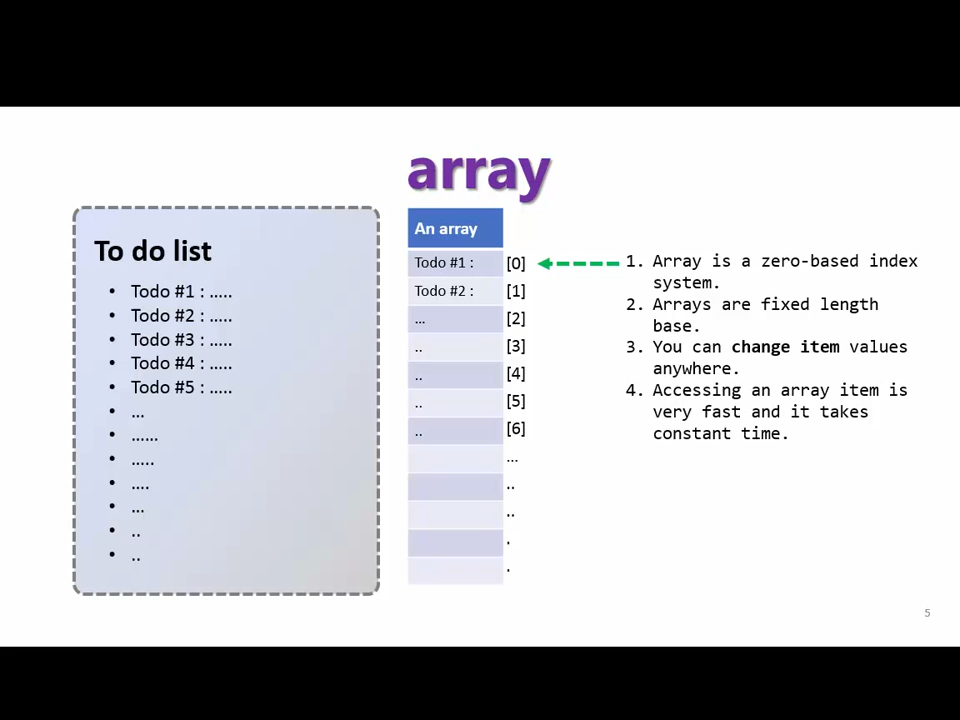 array
To do list
• Todo #1 : .....
• Todo #2 : .....
• Todo #3 : .....
• Todo #4 : .....
• Todo #5 : .....
• ...
• ......
• .....
• ....
• ...
• ..
• ..
An array
Todo #1 : [0]
Todo #2 : [1]
... [2]
.. [3]
.. [4]
.. [5]
.. [6]
...
..
..
.
.
1. Array is a zero-based index
system.
2. Arrays are fixed length
base.
3. You can change item values
anywhere.
4. Accessing an array item is
very fast and it takes
constant time.
5